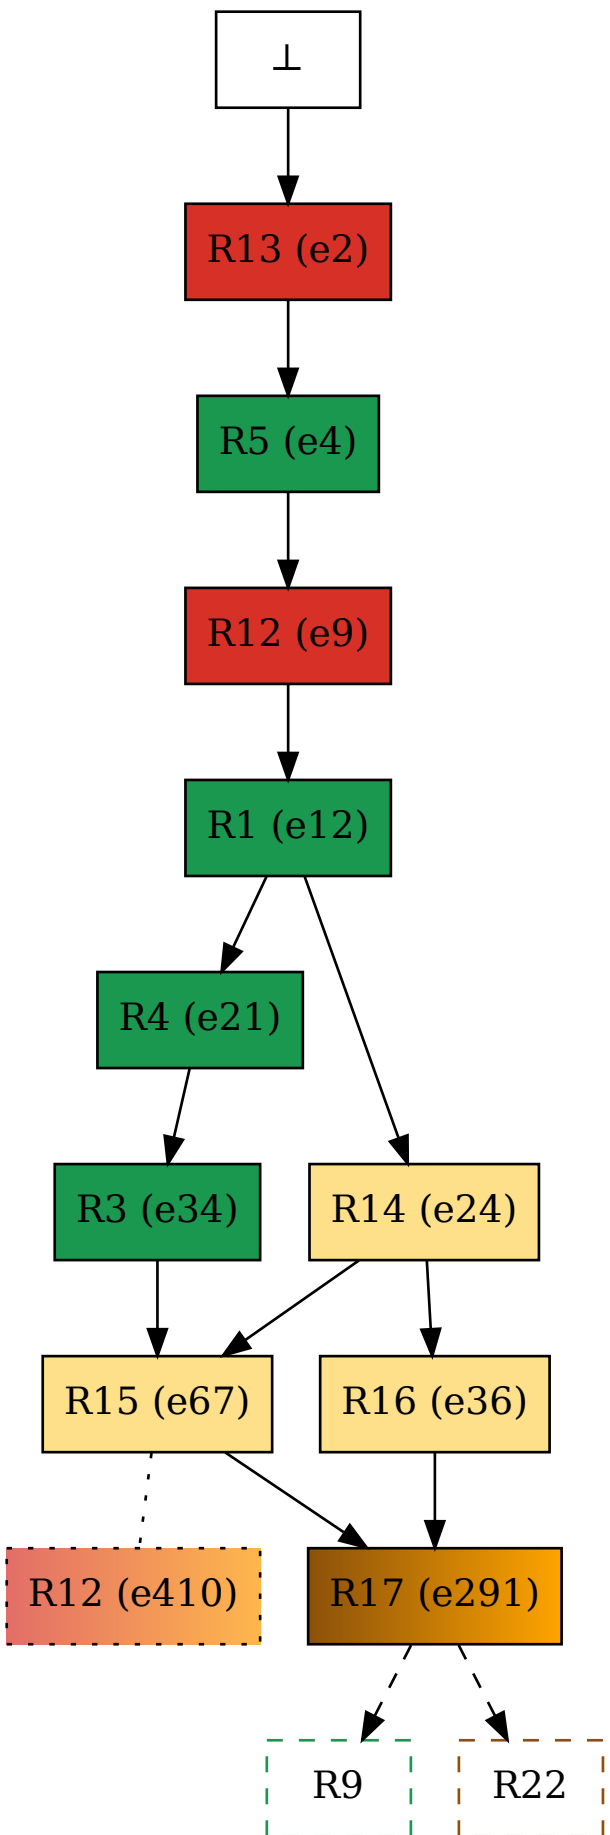 ⊥
R13 (e2)
R5 (e4)
R12 (e9)
R1 (e12)
R4 (e21)
R3 (e34)
R14 (e24)
R15 (e67)
R16 (e36)
R12 (e410)
R17 (e291)
R9
R22